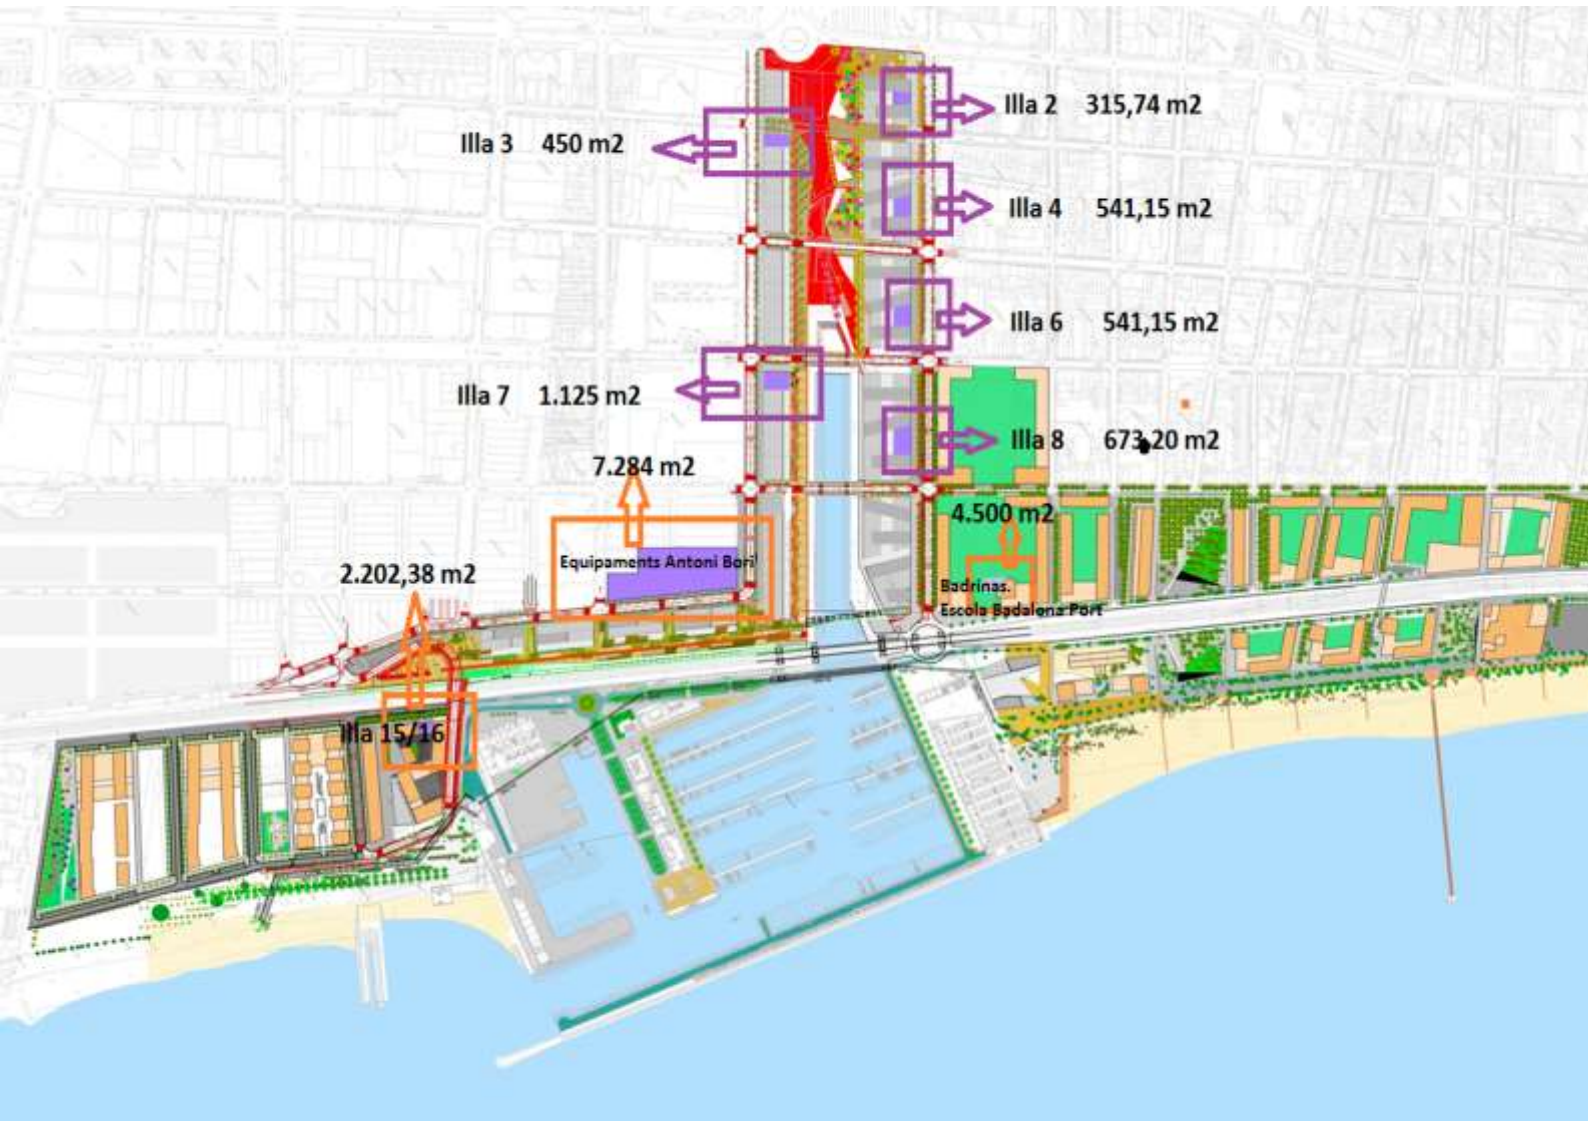 Illa 2 315,74 m2
Illa 3 450 m2
Illa 4 541,15 m2
Illa 6 541,15 m2
Illa 7 1.125 m2
Illa 8 673,20 m2
7.284 m2
4.500 m2
Equipaments Antoni Bori
2.202,38 m2
Badrinas.
Escola Badalona Port
Illa 15/16